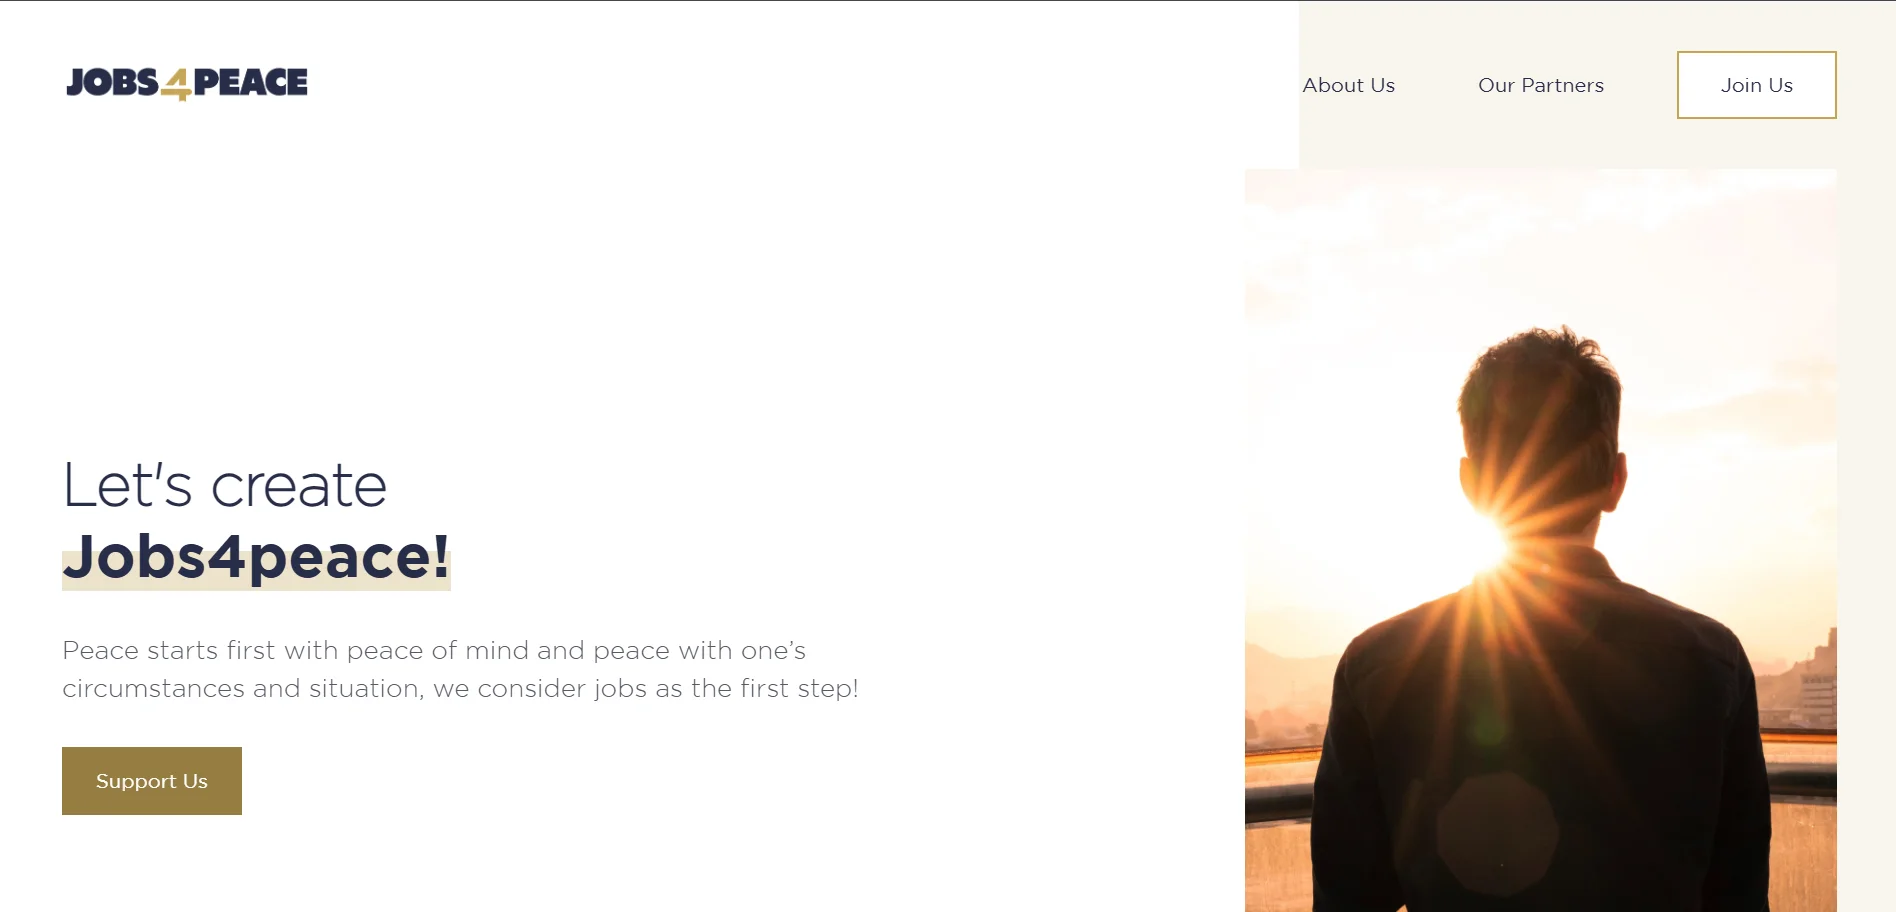 JOBS4PEACE
About Us
Our Partners
Join Us
Let's create
Jobs4peace!
Peace starts first with peace of mind and peace with one’s
circumstances and situation, we consider jobs as the first step!
Support Us